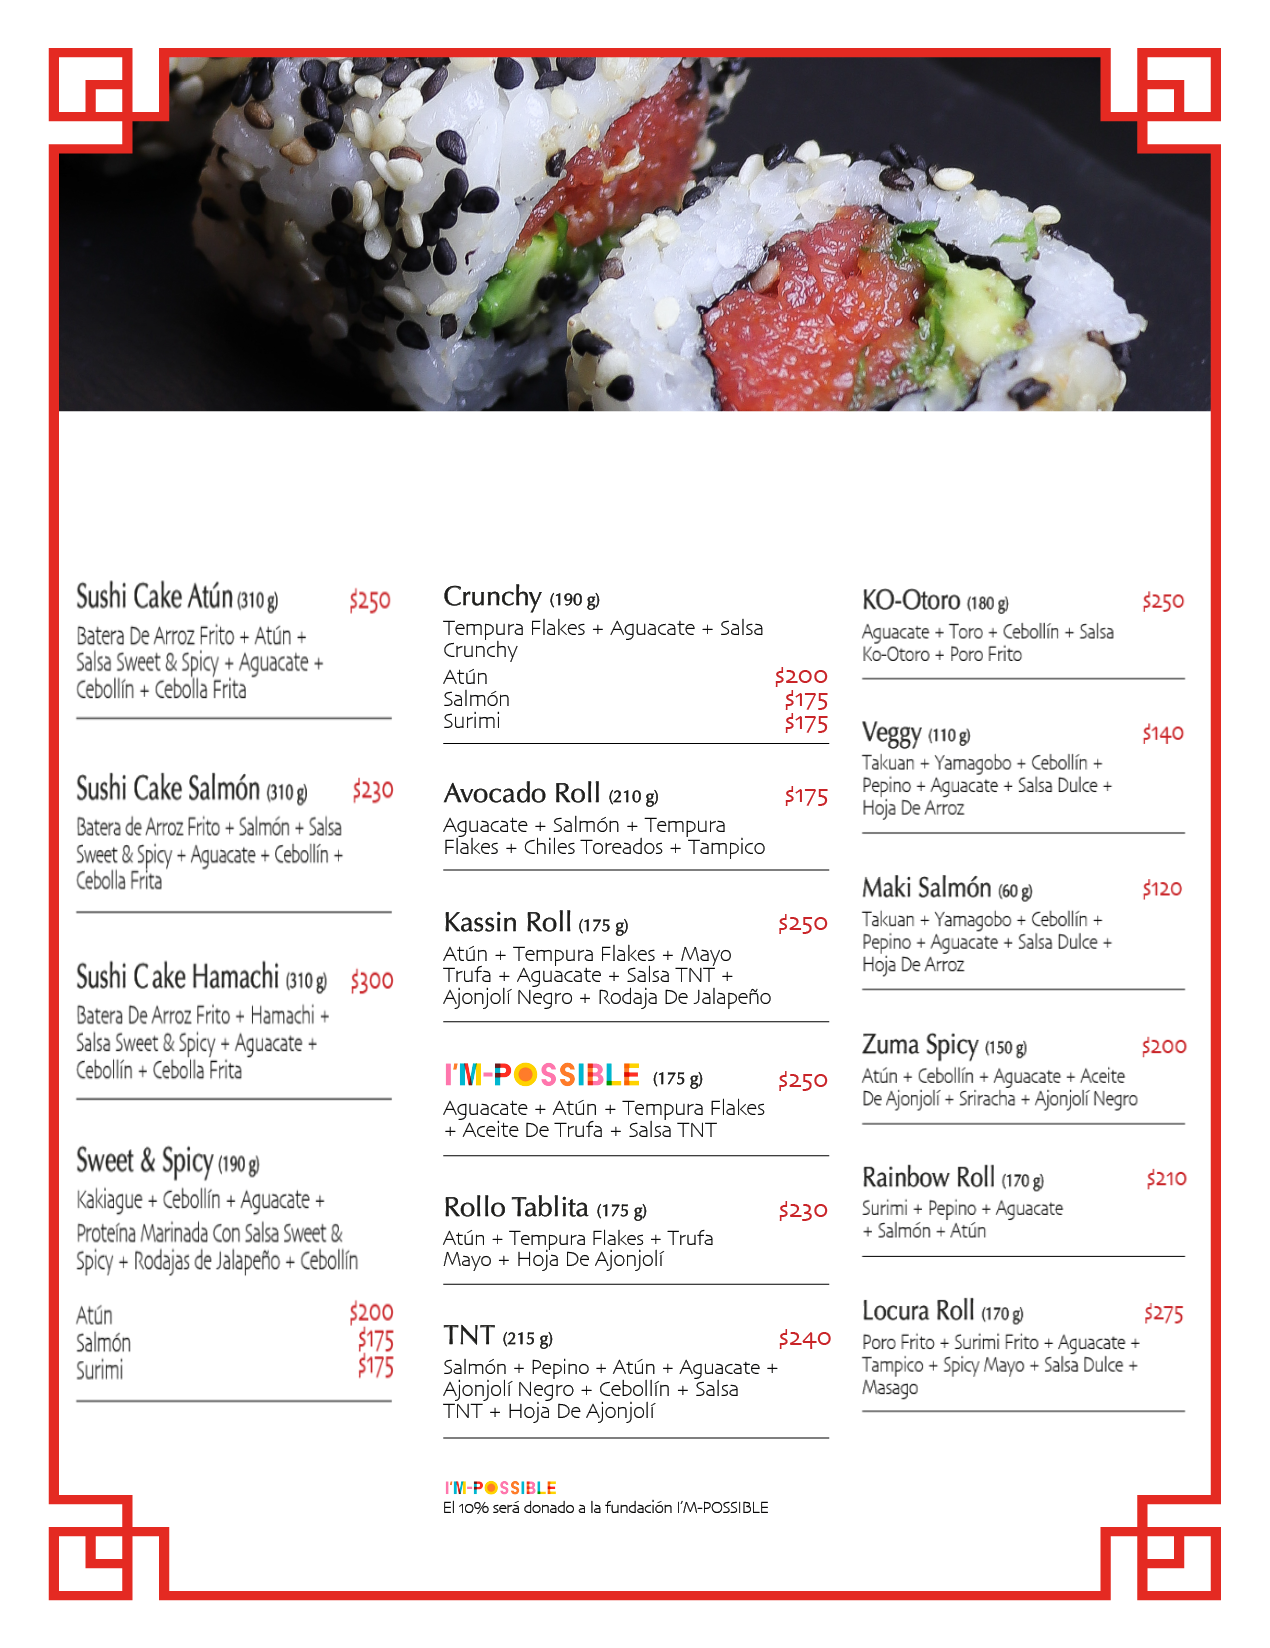 Sushi Cake Atún (310 g) $250
Batera De Arroz Frito + Atún +
Salsa Sweet & Spicy + Aguacate +
Cebollín + Cebolla Frita
Sushi Cake Salmón (310 g) $230
Batera de Arroz Frito + Salmón + Salsa
Sweet & Spicy + Aguacate + Cebollín +
Cebolla Frita
Sushi Cake Hamachi (310 g) $300
Batera De Arroz Frito + Hamachi +
Salsa Sweet & Spicy + Aguacate +
Cebollín + Cebolla Frita
Sweet & Spicy (190 g)
Kakiague + Cebollín + Aguacate +
Proteína Marinada Con Salsa Sweet &
Spicy + Rodajas de Jalapeño + Cebollín
Atún $200
Salmón $175
Surimi $175
Crunchy (190 g)
Tempura Flakes + Aguacate + Salsa
Crunchy
Atún $200
Salmón $175
Surimi $175
Avocado Roll (210 g) $175
Aguacate + Salmón + Tempura
Flakes + Chiles Toreados + Tampico
Kassin Roll (175 g) $250
Atún + Tempura Flakes + Mayo
Trufa + Aguacate + Salsa TNT +
Ajonjolí Negro + Rodaja De Jalapeño
I'M-POSSIBLE (175 g) $250
Aguacate + Atún + Tempura Flakes
+ Aceite De Trufa + Salsa TNT
Rollo Tablita (175 g) $230
Atún + Tempura Flakes + Trufa
Mayo + Hoja De Ajonjolí
TNT (215 g) $240
Salmón + Pepino + Atún + Aguacate +
Ajonjolí Negro + Cebollín + Salsa
TNT + Hoja De Ajonjolí
I'M-POSSIBLE
El 10% será donado a la fundación I'M-POSSIBLE
KO-Otoro (180 g) $250
Aguacate + Toro + Cebollín + Salsa
Ko-Otoro + Poro Frito
Veggy (110 g) $140
Takuan + Yamagobo + Cebollín +
Pepino + Aguacate + Salsa Dulce +
Hoja De Arroz
Maki Salmón (60 g) $120
Takuan + Yamagobo + Cebollín +
Pepino + Aguacate + Salsa Dulce +
Hoja De Arroz
Zuma Spicy (150 g) $200
Atún + Cebollín + Aguacate + Aceite
De Ajonjolí + Sriracha + Ajonjolí Negro
Rainbow Roll (170 g) $210
Surimi + Pepino + Aguacate
+ Salmón + Atún
Locura Roll (170 g) $275
Poro Frito + Surimi Frito + Aguacate +
Tampico + Spicy Mayo + Salsa Dulce +
Masago